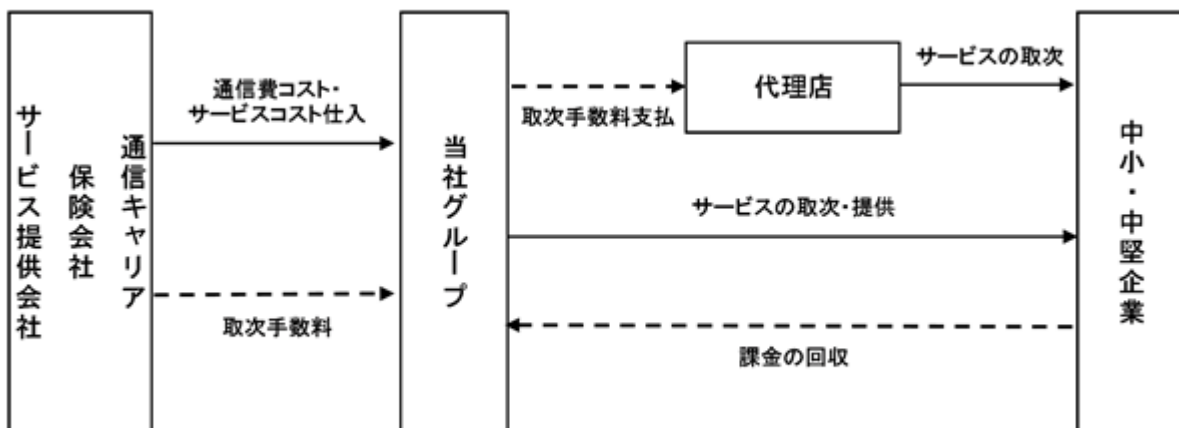 通信キャリア
保険会社
サービス提供会社
通信費コスト・
サービスコスト仕入
取次手数料
当社グループ
取次手数料支払
代理店
サービスの取次
サービスの取次・提供
課金の回収
中小・中堅企業